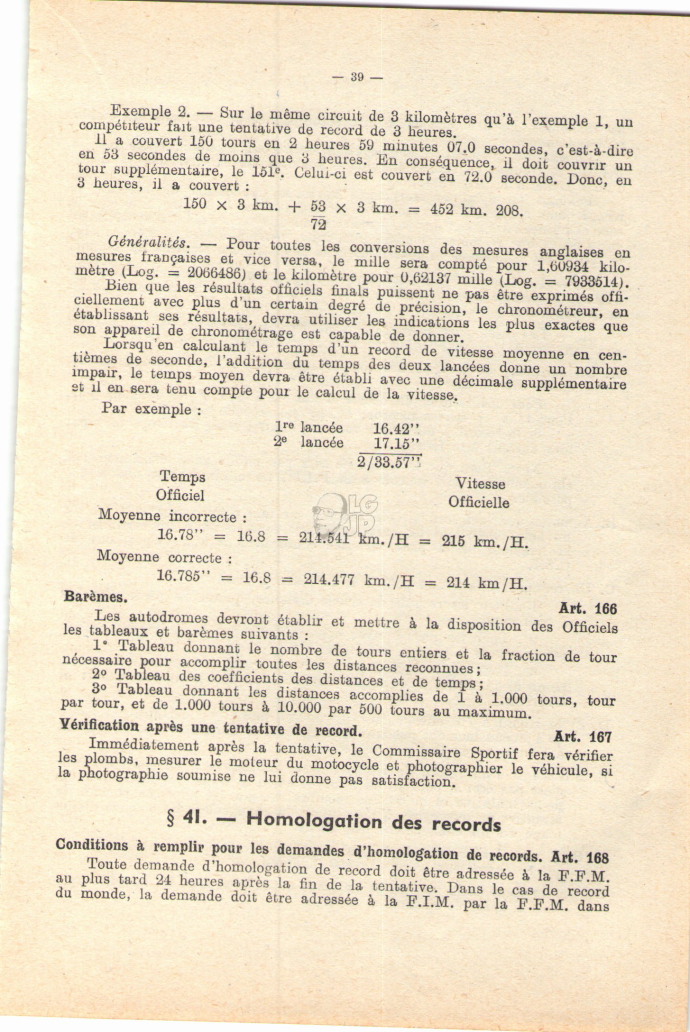 — 39 —
Exemple 2. — Sur le même circuit de 3 kilomètres qu'à l'exemple 1, un
compétiteur fait une tentative de record de 3 heures.
Il a couvert 150 tours en 2 heures 59 minutes 07.0 secondes, c'est-à-dire
en 53 secondes de moins que 3 heures. En conséquence, il doit couvrir un
tour supplémentaire, le 151e. Celui-ci est couvert en 72.0 seconde. Donc, en
3 heures, il a couvert :
150 × 3 km. + 53 × 3 km. = 452 km. 208.
72
Généralités. — Pour toutes les conversions des mesures anglaises en
mesures françaises et vice versa, le mille sera compté pour 1,60934 kilo-
mètre (Log. = 2066486) et le kilomètre pour 0,62137 mille (Log. = 7933514).
Bien que les résultats officiels finals puissent ne pas être exprimés offi-
ciellement avec plus d'un certain degré de précision, le chronométreur, en
établissant ses résultats, devra utiliser les indications les plus exactes que
son appareil de chronométrage est capable de donner.
Lorsqu'en calculant le temps d'un record de vitesse moyenne en cen-
tièmes de seconde, l'addition du temps des deux lancées donne un nombre
impair, le temps moyen devra être établi avec une décimale supplémentaire
et il en sera tenu compte pour le calcul de la vitesse.
Par exemple :
1re lancée 16.42''
2e lancée 17.15''
2/33.57''
Temps Vitesse
Officiel Officielle
LG
JP
Moyenne incorrecte :
16.78'' = 16.8 = 214.541 km./H = 215 km./H.
Moyenne correcte :
16.785'' = 16.8 = 214.477 km./H = 214 km/H.
Barèmes. Art. 166
Les autodromes devront établir et mettre à la disposition des Officiels
les tableaux et barèmes suivants :
1° Tableau donnant le nombre de tours entiers et la fraction de tour
nécessaire pour accomplir toutes les distances reconnues ;
2° Tableau des coefficients des distances et de temps ;
3° Tableau donnant les distances accomplies de 1 à 1.000 tours, tour
par tour, et de 1.000 tours à 10.000 par 500 tours au maximum.
Vérification après une tentative de record. Art. 167
Immédiatement après la tentative, le Commissaire Sportif fera vérifier
les plombs, mesurer le moteur du motocycle et photographier le véhicule, si
la photographie soumise ne lui donne pas satisfaction.
§ 41. — Homologation des records
Conditions à remplir pour les demandes d'homologation de records. Art. 168
Toute demande d'homologation de record doit être adressée à la F.F.M.
au plus tard 24 heures après la fin de la tentative. Dans le cas de record
du monde, la demande doit être adressée à la F.I.M. par la F.F.M. dans